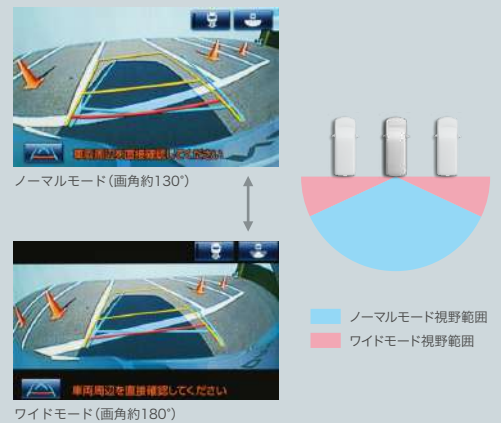 車両周辺を直接確認してください
ノーマルモード（画角約130°）
車両周辺を直接確認してください
ワイドモード（画角約180°）
ノーマルモード視野範囲
ワイドモード視野範囲